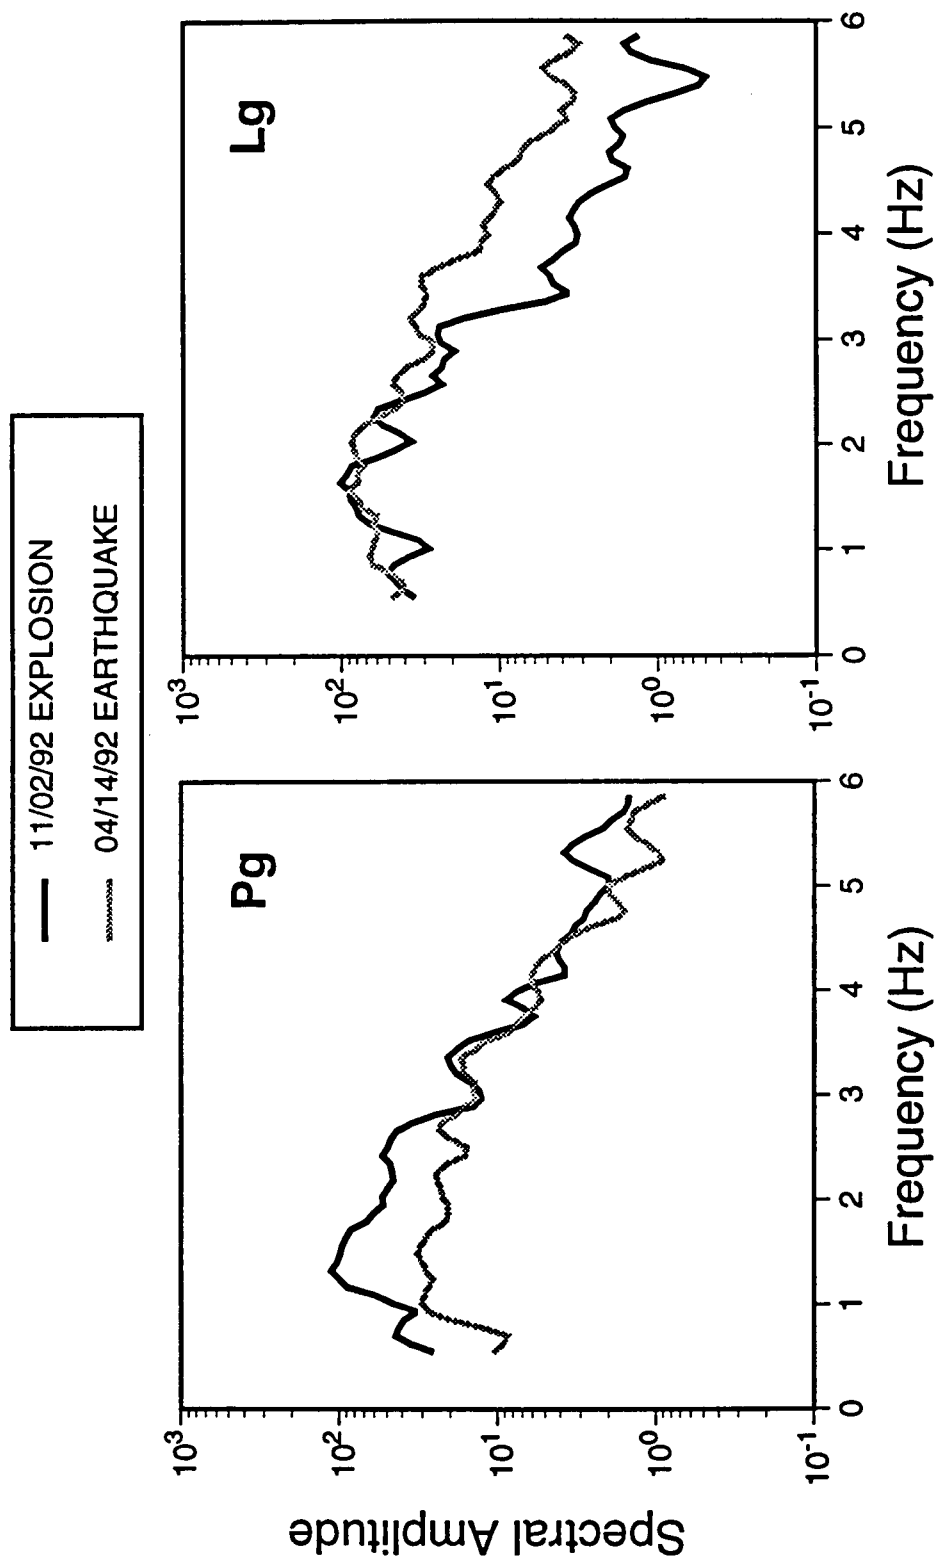 11/02/92 EXPLOSION
04/14/92 EARTHQUAKE
Pg
Spectral Amplitude
10³
10²
10¹
10⁰
10⁻¹
0 1 2 3 4 5 6
Frequency (Hz)
Lg
10³
10²
10¹
10⁰
10⁻¹
0 1 2 3 4 5 6
Frequency (Hz)